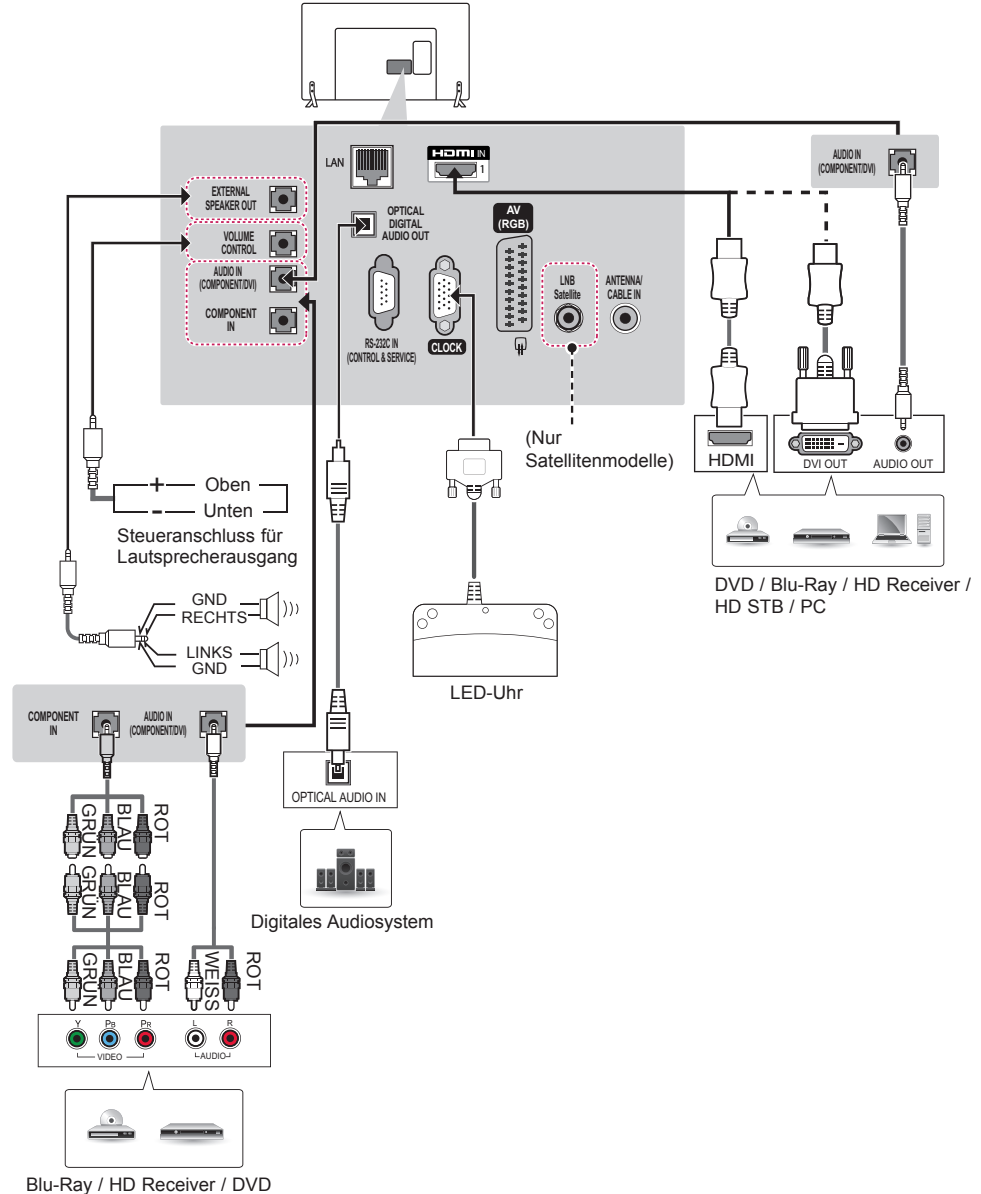 LAN
HDMI IN
1
AUDIO IN
(COMPONENT/DVI)
EXTERNAL
SPEAKER OUT
OPTICAL
DIGITAL
AUDIO OUT
AV
(RGB)
VOLUME
CONTROL
AUDIO IN
(COMPONENT/DVI)
LNB
Satellite
ANTENNA/
CABLE IN
COMPONENT
IN
RS-232C IN
(CONTROL & SERVICE)
CLOCK
(Nur
Satellitenmodelle)
HDMI
DVI OUT
AUDIO OUT
+ Oben
- Unten
Steueranschluss für
Lautsprecherausgang
DVD / Blu-Ray / HD Receiver /
HD STB / PC
GND
RECHTS
LINKS
GND
LED-Uhr
COMPONENT
IN
AUDIO IN
(COMPONENT/DVI)
OPTICAL AUDIO IN
GRÜN
BLAU
ROT
GRÜN
BLAU
ROT
Digitales Audiosystem
GRÜN
BLAU
ROT
WEISS
ROT
Y PB PR L R
VIDEO AUDIO
Blu-Ray / HD Receiver / DVD